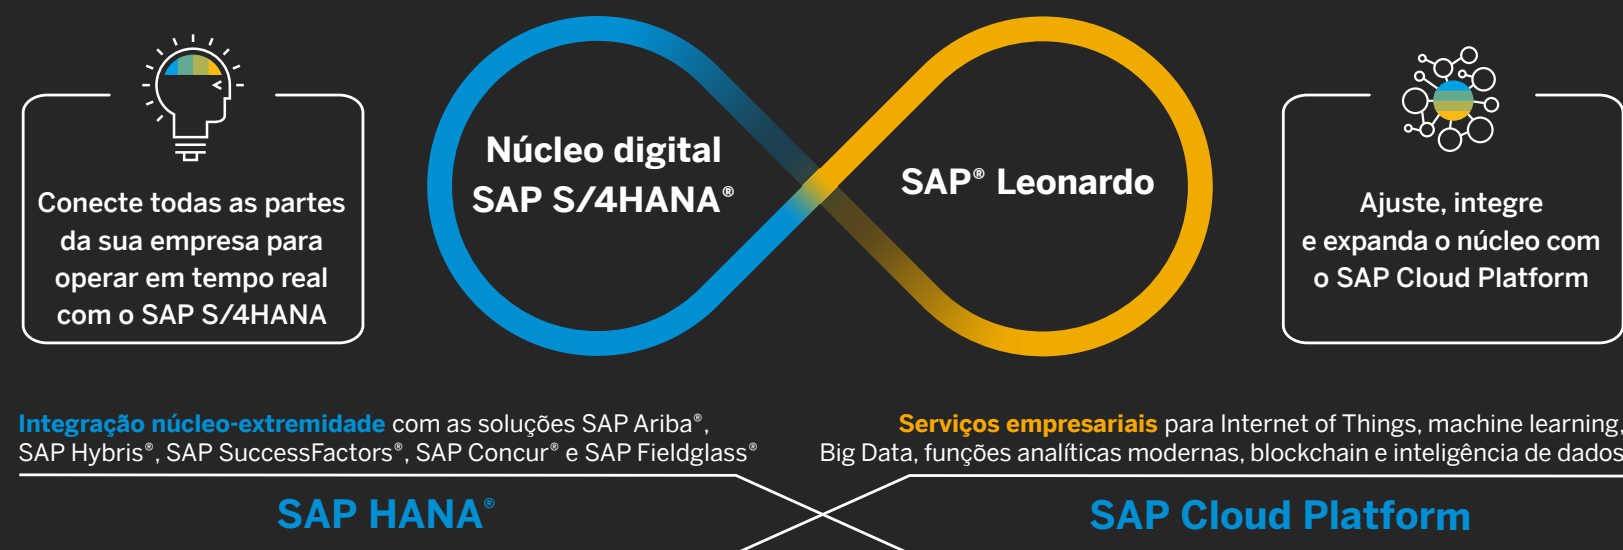 Conecte todas as partes
da sua empresa para
operar em tempo real
com o SAP S/4HANA
Núcleo digital
SAP S/4HANA®
SAP® Leonardo
Ajuste, integre
e expanda o núcleo com
o SAP Cloud Platform
Integração núcleo-extremidade com as soluções SAP Ariba®,
SAP Hybris®, SAP SuccessFactors®, SAP Concur® e SAP Fieldglass®
Serviços empresariais para Internet of Things, machine learning,
Big Data, funções analíticas modernas, blockchain e inteligência de dados
SAP HANA®
SAP Cloud Platform